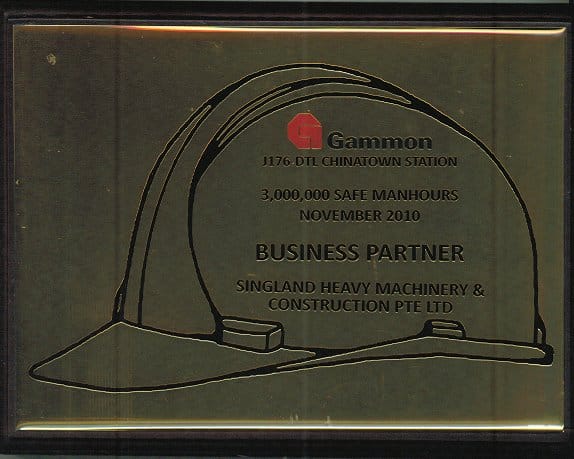 Gammon
J176-DTL CHINATOWN STATION
3,000,000 SAFE MANHOURS
NOVEMBER 2010
BUSINESS PARTNER
SINGLAND HEAVY MACHINERY &
CONSTRUCTION PTE LTD